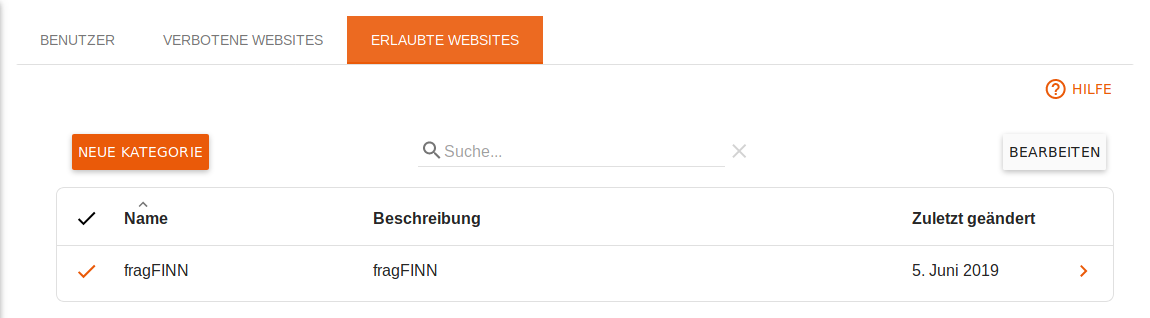 BENUTZER VERBOTENE WEBSITES ERLAUBTE WEBSITES
HILFE
NEUE KATEGORIE Suche... BEARBEITEN
Name Beschreibung Zuletzt geändert
fragFINN fragFINN 5. Juni 2019